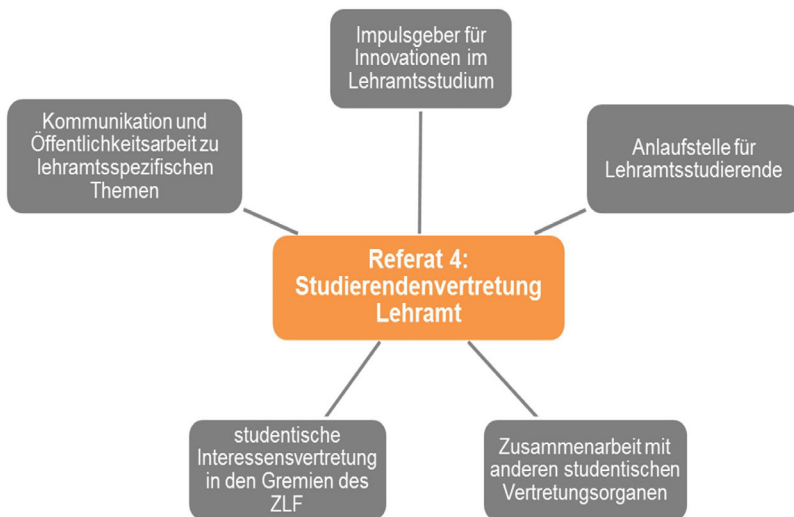 Impulsgeber für
Innovationen im
Lehramtsstudium
Kommunikation und
Öffentlichkeitsarbeit zu
lehramtsspezifischen
Themen
Anlaufstelle für
Lehramtsstudierende
Referat 4:
Studierendenvertretung
Lehramt
studentische
Interessensvertretung
in den Gremien des
ZLF
Zusammenarbeit mit
anderen studentischen
Vertretungsorganen